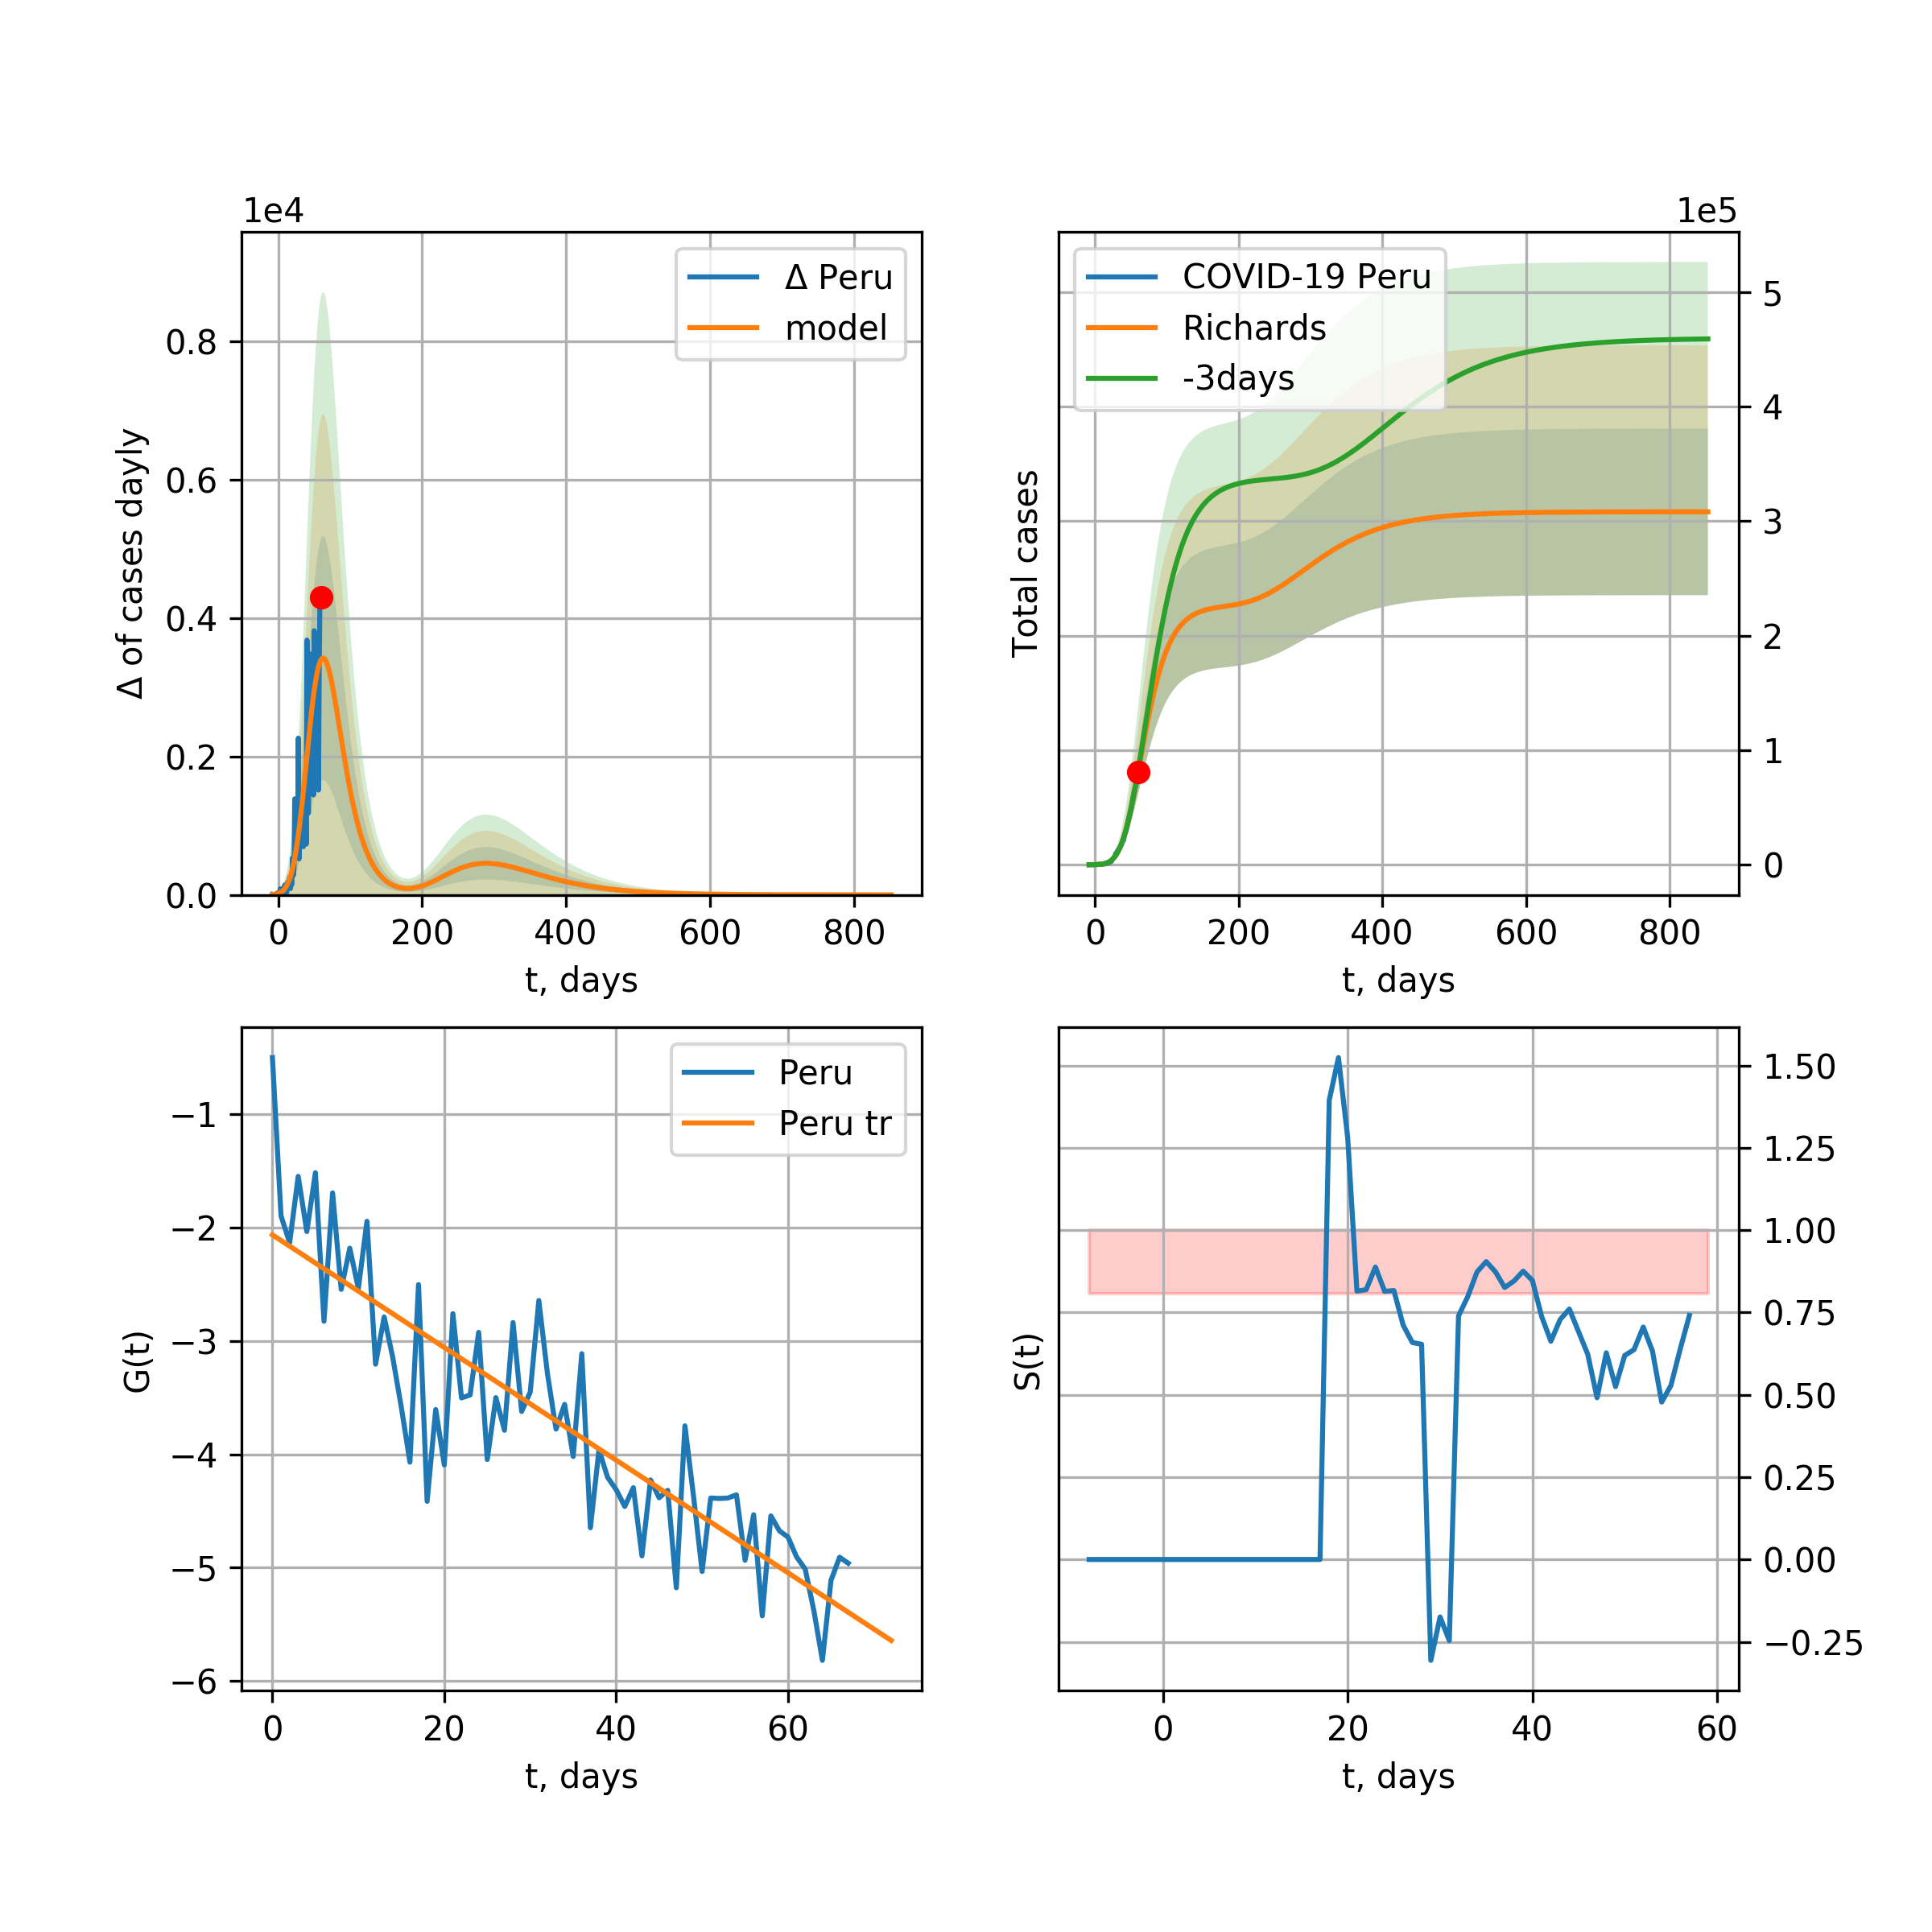 1e4
Δ Peru
model
0.8
0.6
0.4
0.2
0.0
Δ of cases dayly
0 200 400 600 800
t, days
1e5
COVID-19 Peru
Richards
-3days
5
4
3
2
1
0
Total cases
0 200 400 600 800
t, days
Peru
Peru tr
−1
−2
−3
−4
−5
−6
G(t)
0 20 40 60
t, days
1.50
1.25
1.00
0.75
0.50
0.25
0.00
−0.25
S(t)
0 20 40 60
t, days